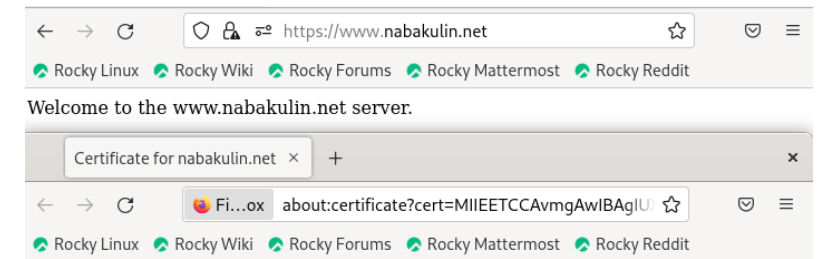 https://www.nabakulin.net
Rocky Linux Rocky Wiki Rocky Forums Rocky Mattermost Rocky Reddit
Welcome to the www.nabakulin.net server.
Certificate for nabakulin.net × +
Fi...ox about:certificate?cert=MIIEETCCAvmgAwIBAgIU
Rocky Linux Rocky Wiki Rocky Forums Rocky Mattermost Rocky Reddit